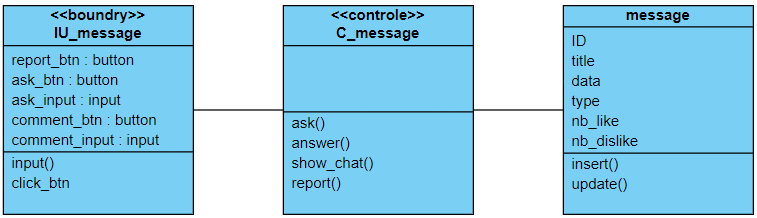 <<boundry>>
IU_message
report_btn : button
ask_btn : button
ask_input : input
comment_btn : button
comment_input : input
input()
click_btn
<<controle>>
C_message
ask()
answer()
show_chat()
report()
message
ID
title
data
type
nb_like
nb_dislike
insert()
update()